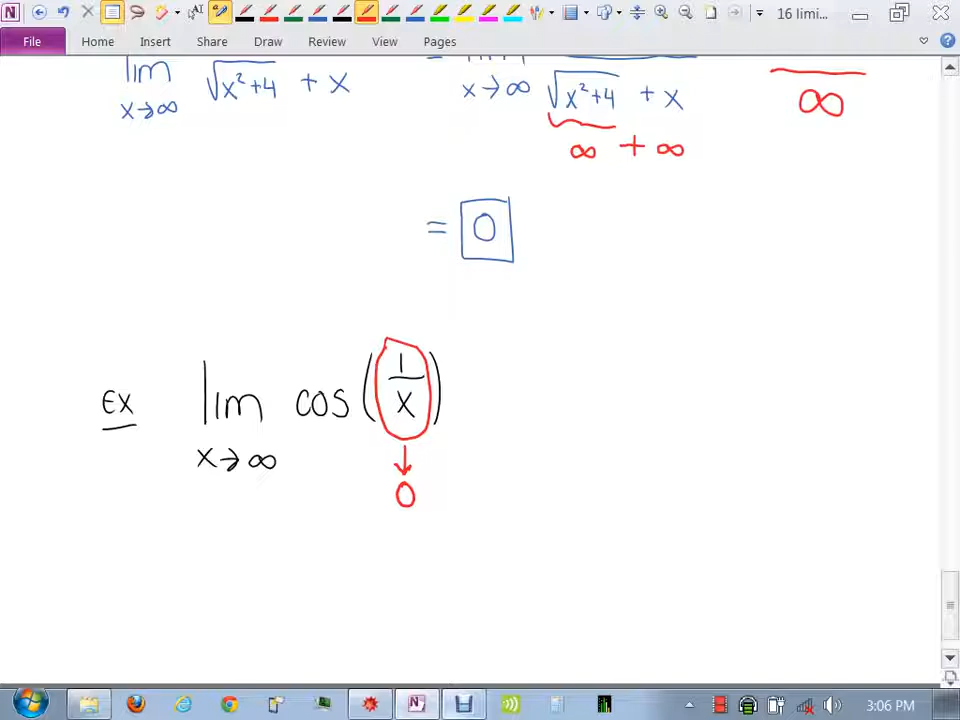 16 limi...
File Home Insert Share Draw Review View Pages
lim √x²+4 + x
x→∞
=
x→∞ √x²+4 + x
∞
∞ + ∞
= 0
Ex lim cos(1/x)
x→∞
↓
0
3:06 PM